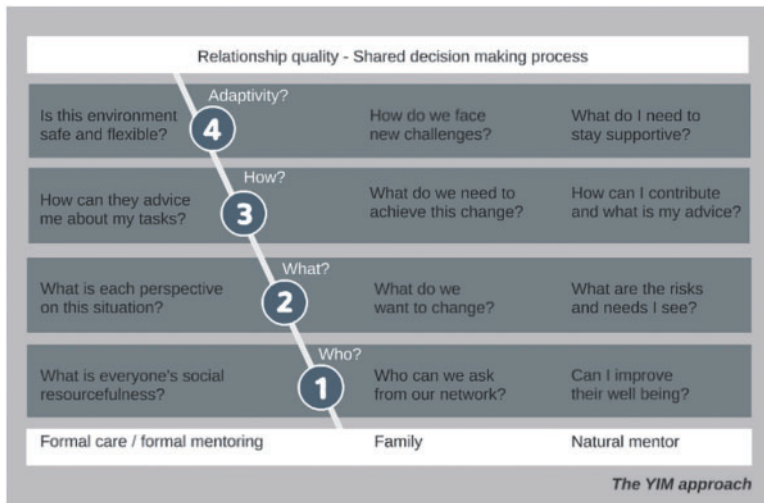 Relationship quality - Shared decision making process
Adaptivity?
Is this environment
safe and flexible?
4
How do we face
new challenges?
What do I need to
stay supportive?
How?
How can they advice
me about my tasks?
3
What do we need to
achieve this change?
How can I contribute
and what is my advice?
What?
What is each perspective
on this situation?
2
What do we
want to change?
What are the risks
and needs I see?
Who?
What is everyone's social
resourcefulness?
1
Who can we ask
from our network?
Can I improve
their well being?
Formal care / formal mentoring
Family
Natural mentor
The YIM approach